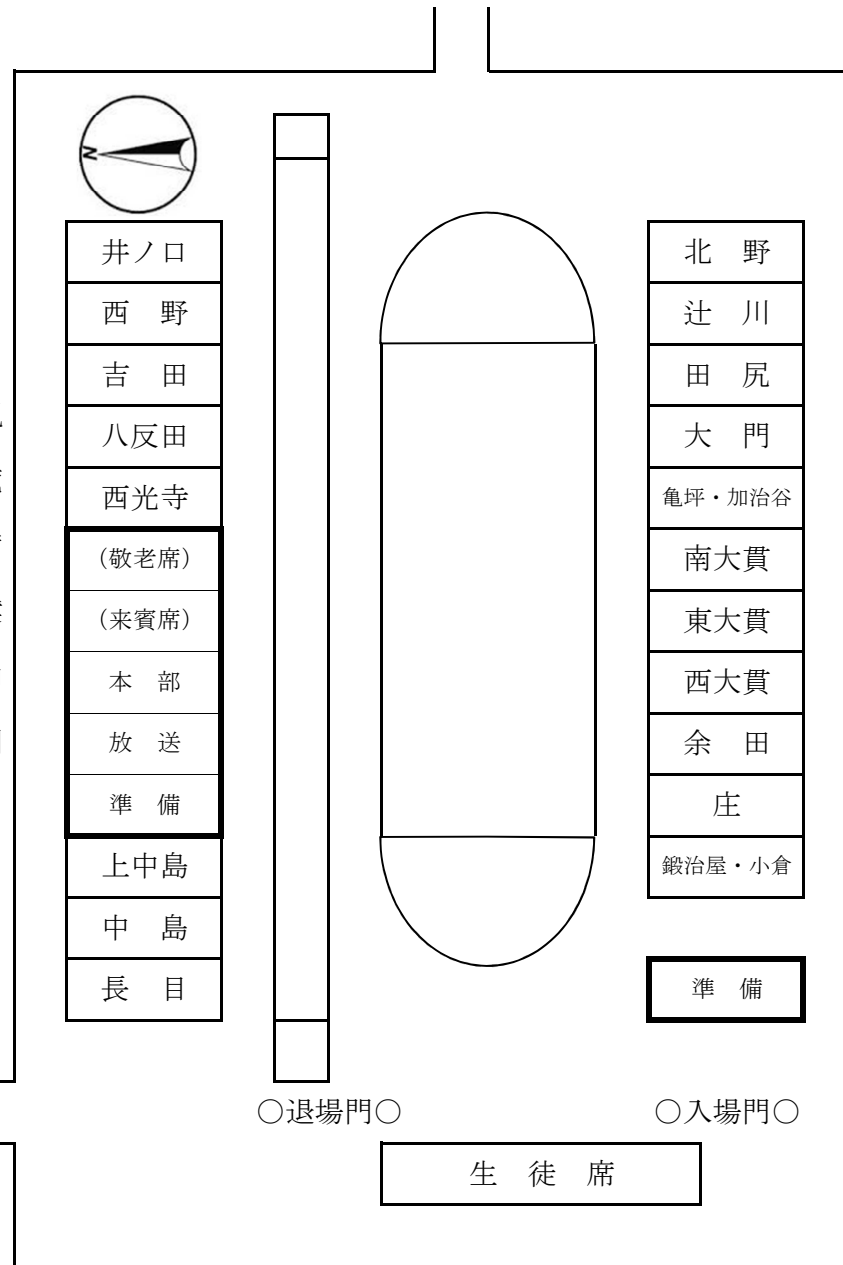 N
井ノ口
西　野
吉　田
八反田
西光寺
(敬老席)
(来賓席)
本　部
放　送
準　備
上中島
中　島
長　目
北　野
辻　川
田　尻
大　門
亀坪・加治谷
南大貫
東大貫
西大貫
余　田
庄
鍛治屋・小倉
準　備
○退場門○
○入場門○
生　徒　席